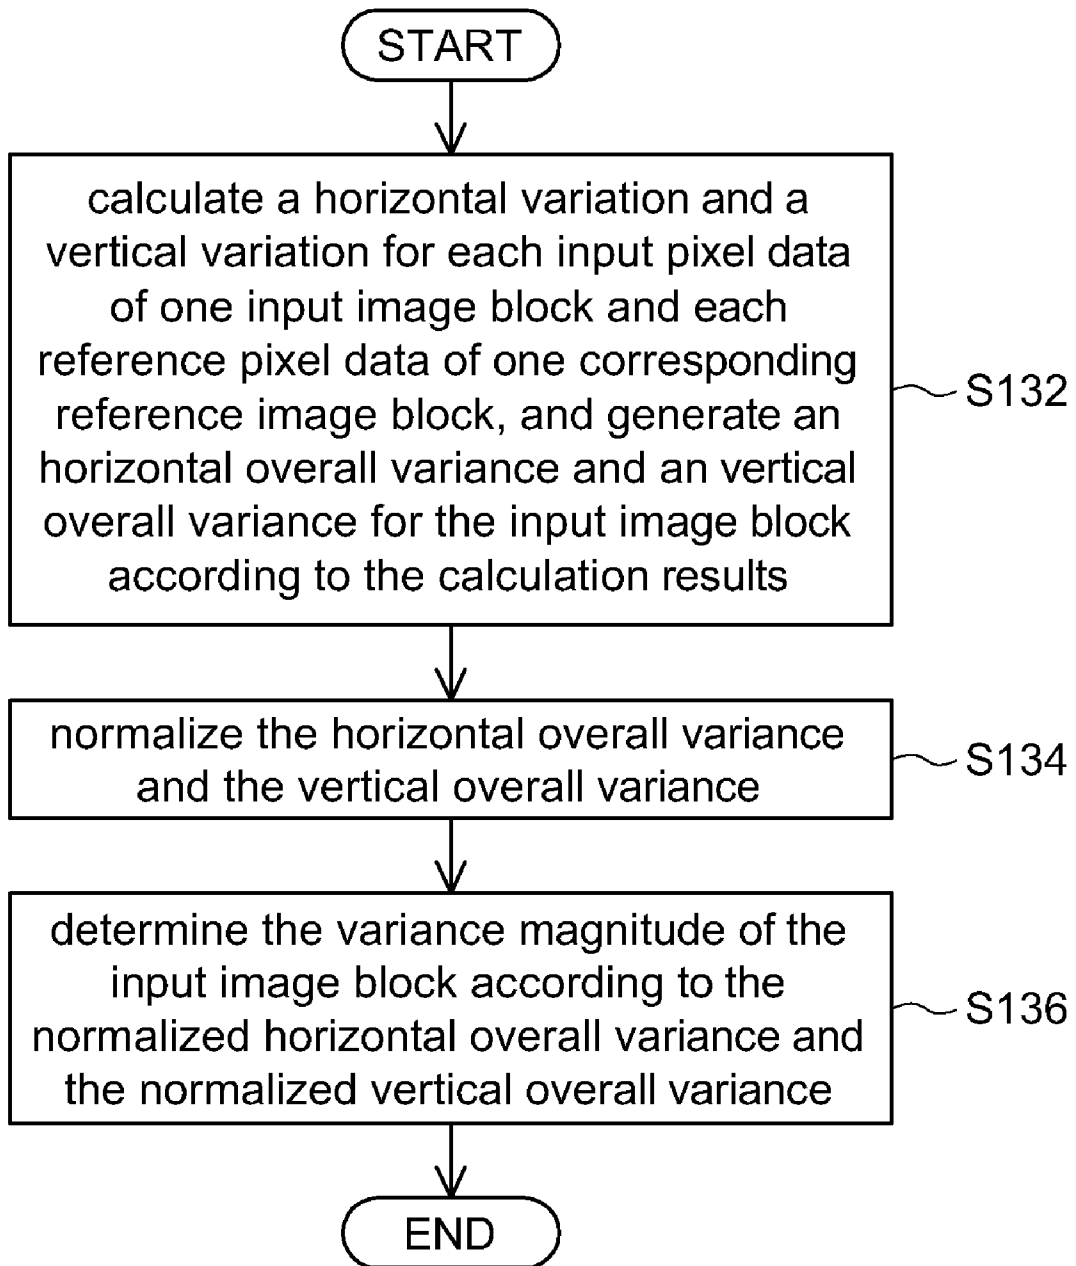 START
calculate a horizontal variation and a
vertical variation for each input pixel data
of one input image block and each
reference pixel data of one corresponding
reference image block, and generate an
horizontal overall variance and an vertical
overall variance for the input image block
according to the calculation results
S132
normalize the horizontal overall variance
and the vertical overall variance
S134
determine the variance magnitude of the
input image block according to the
normalized horizontal overall variance and
the normalized vertical overall variance
S136
END